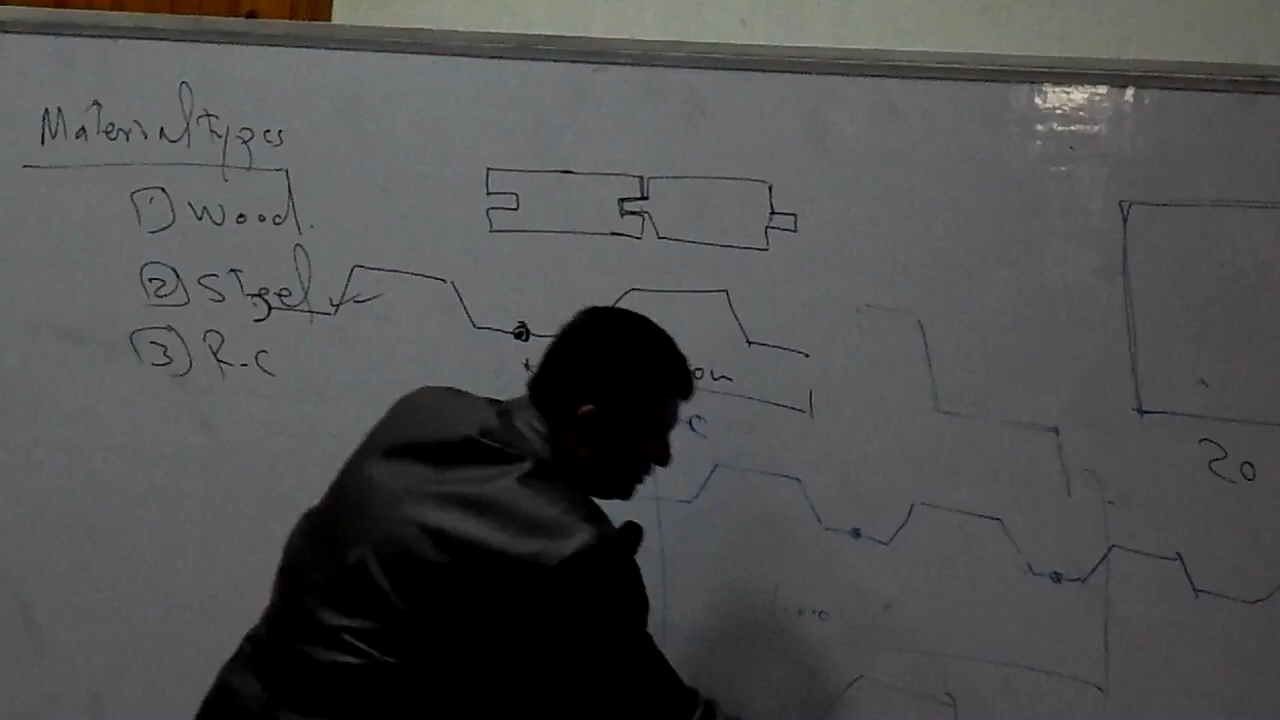 Material types
① Wood.
② Steel
③ R.C
20